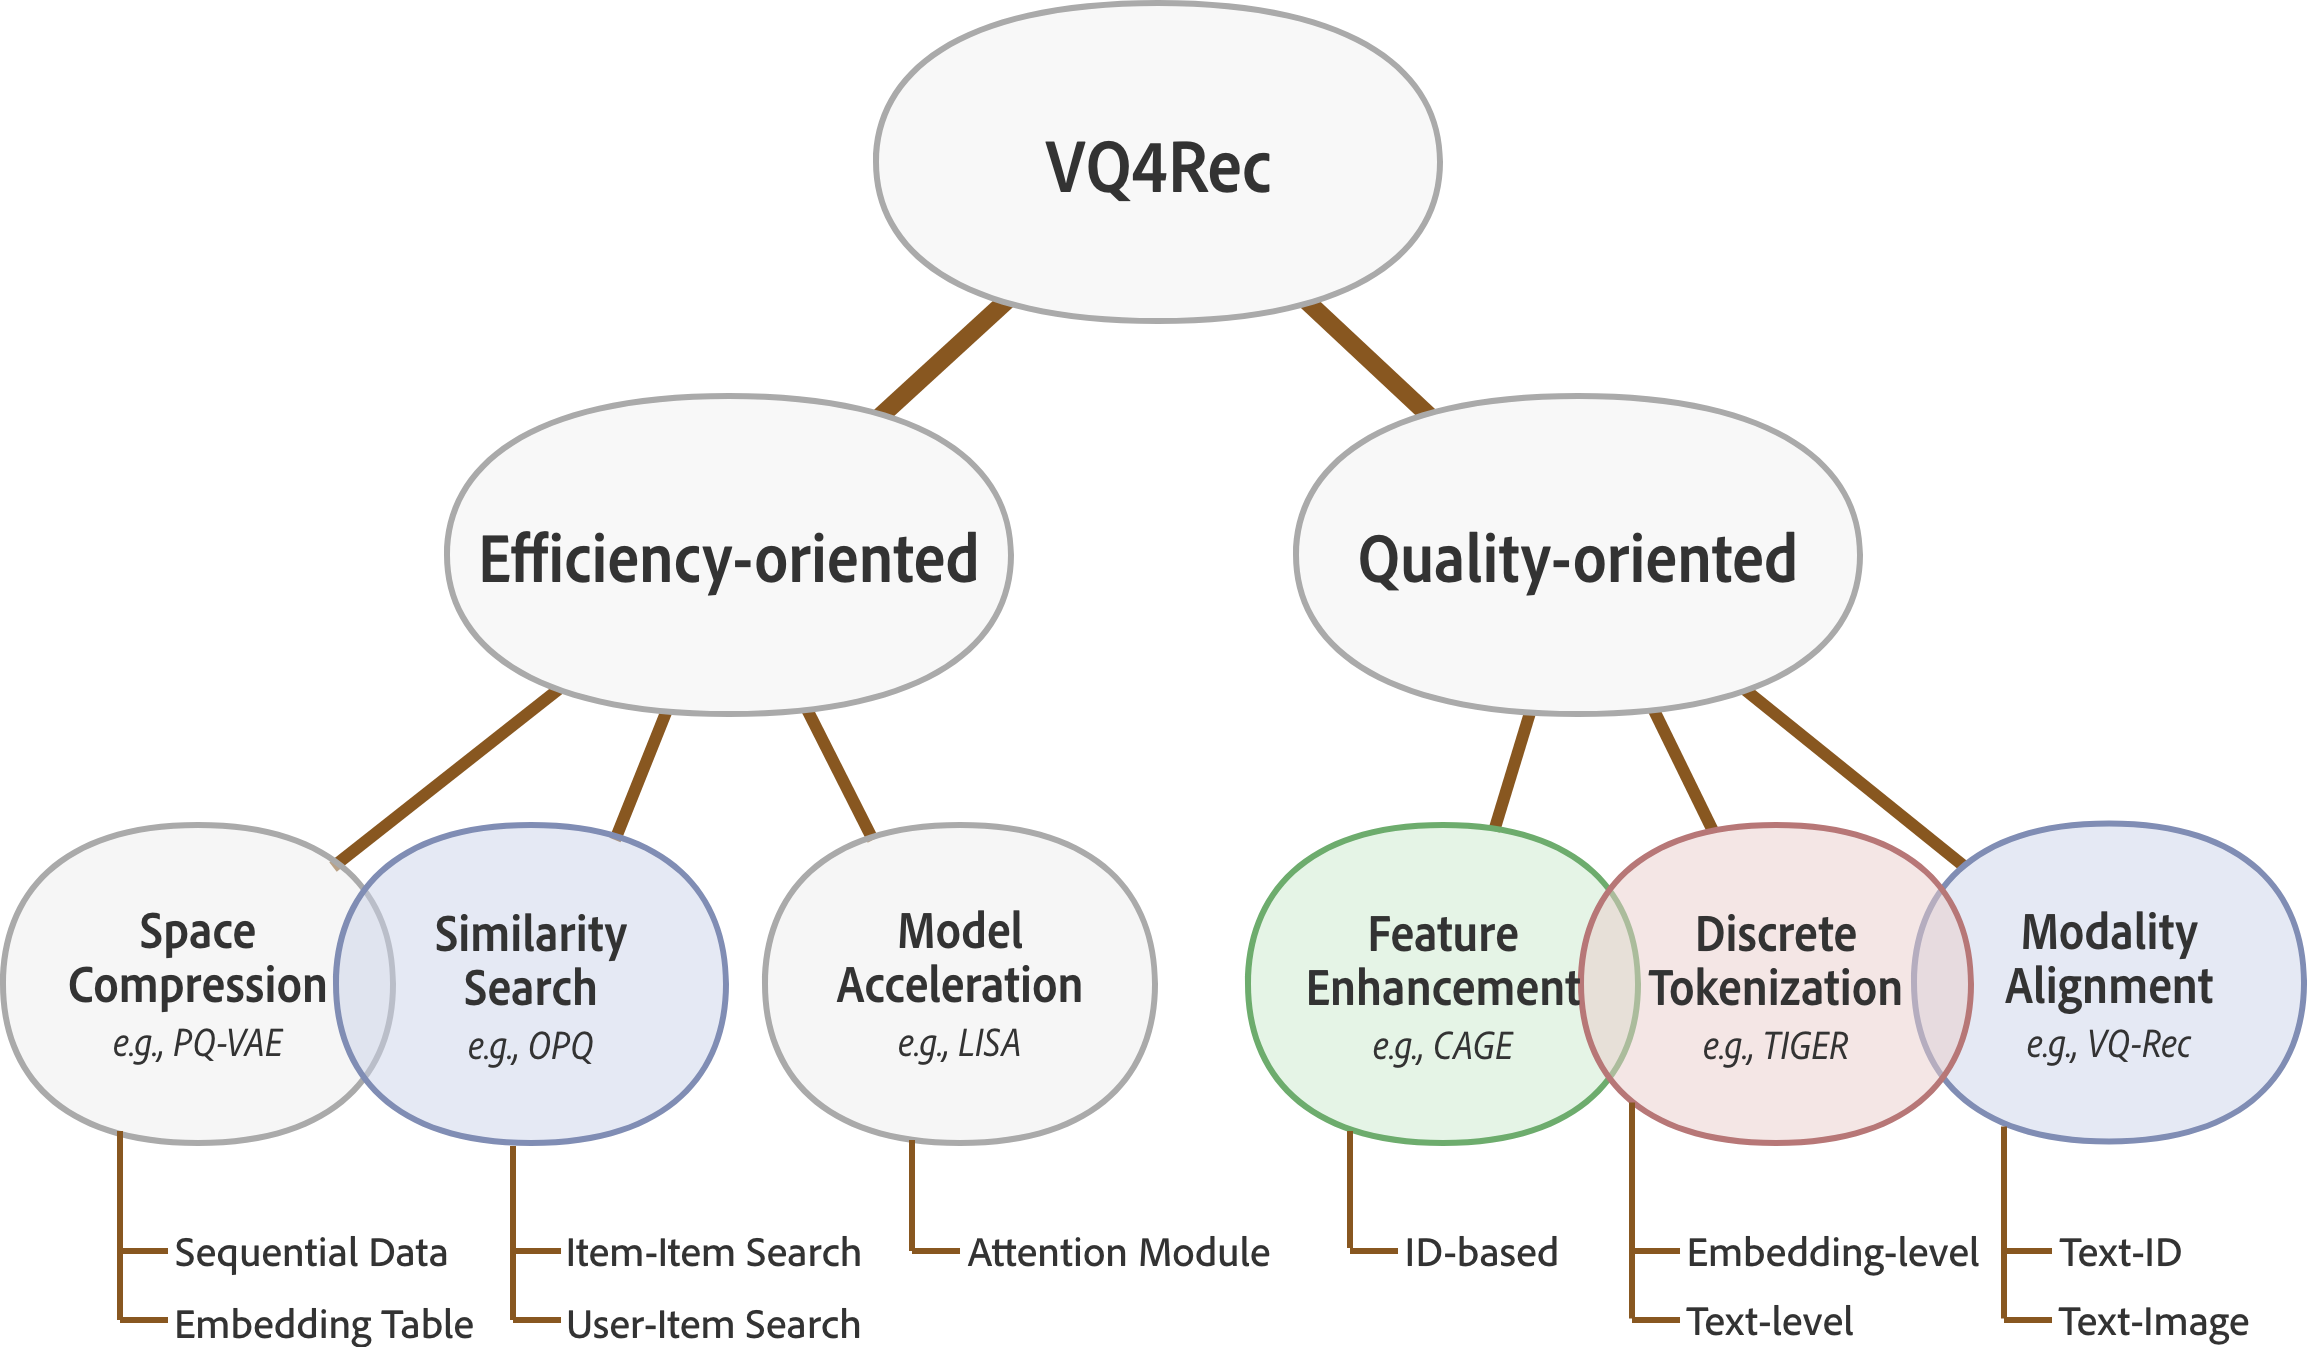 VQ4Rec
Efficiency-oriented
Quality-oriented
Space
Compression
e.g., PQ-VAE
Similarity
Search
e.g., OPQ
Model
Acceleration
e.g., LISA
Feature
Enhancement
e.g., CAGE
Discrete
Tokenization
e.g., TIGER
Modality
Alignment
e.g., VQ-Rec
Sequential Data
Embedding Table
Item-Item Search
User-Item Search
Attention Module
ID-based
Embedding-level
Text-level
Text-ID
Text-Image